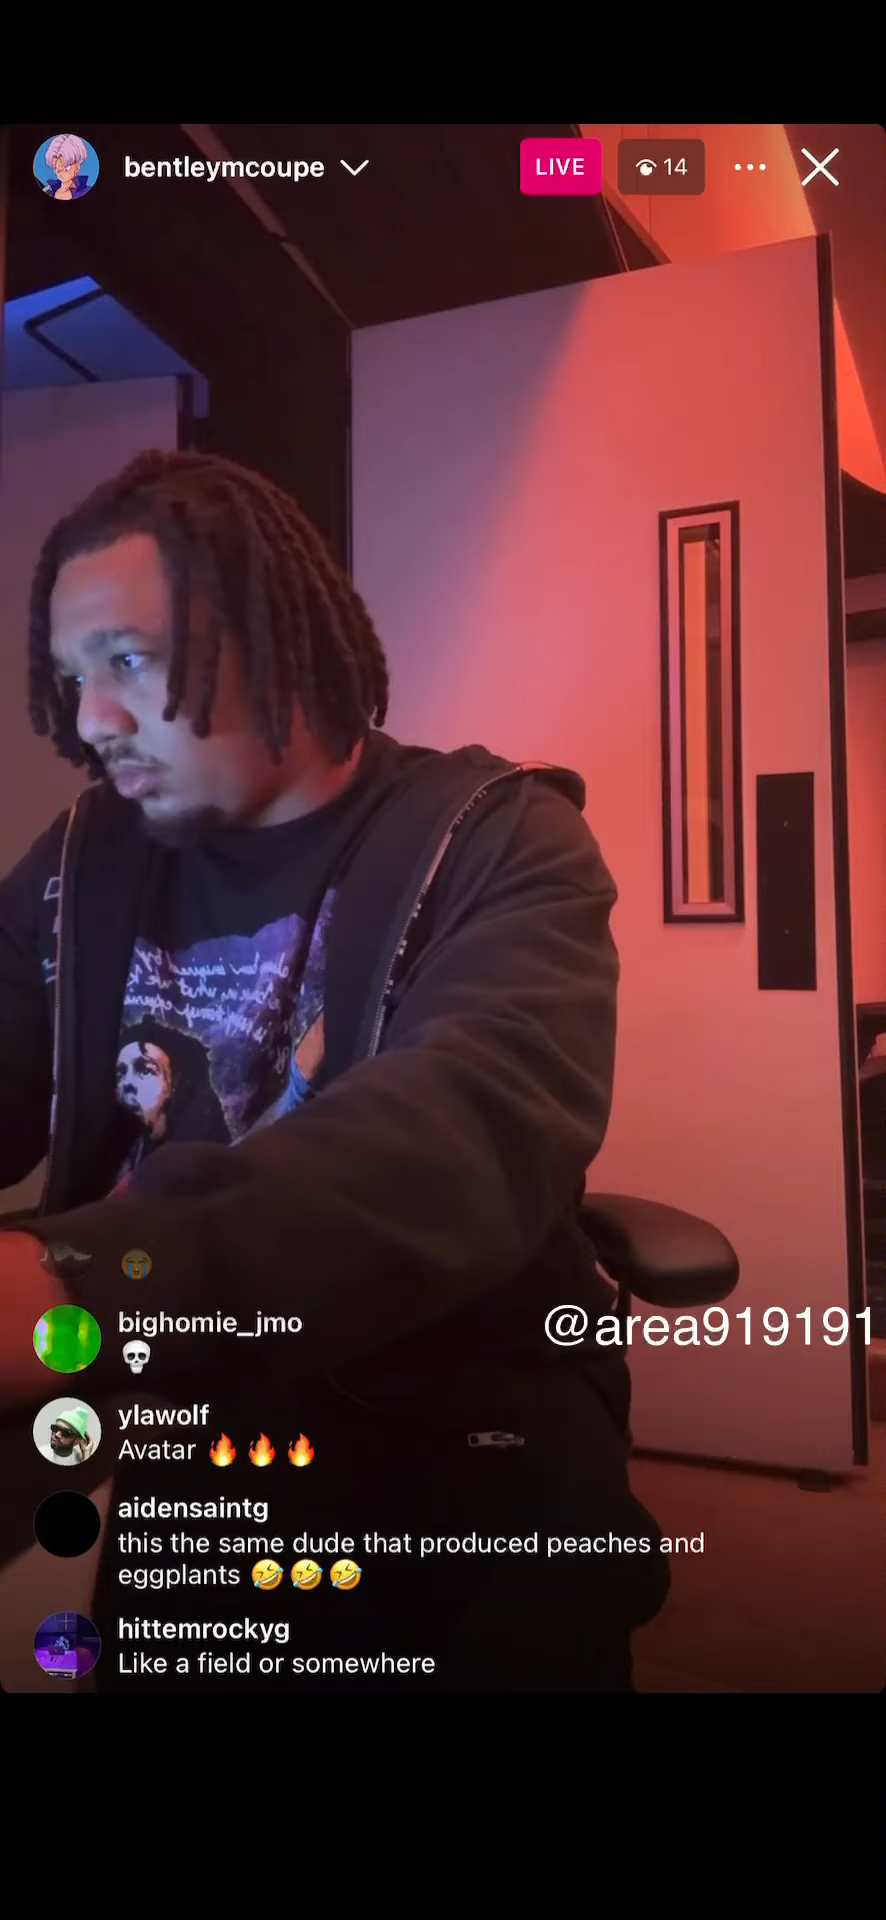 bentleymcoupe
LIVE
14
bighomie_jmo
💀
@area919191
ylawolf
Avatar 🔥🔥🔥
aidensaintg
this the same dude that produced peaches and
eggplants 🤣🤣🤣
hittemrockyg
Like a field or somewhere